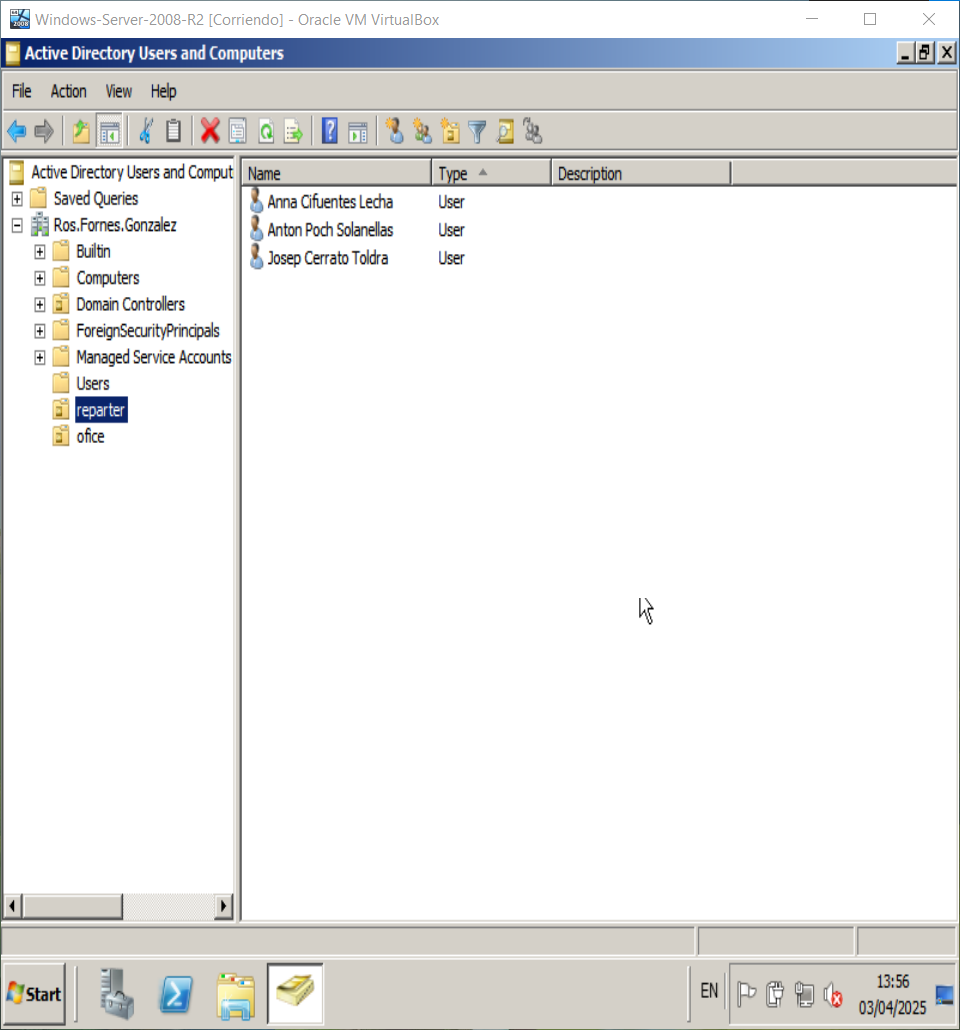 Windows-Server-2008-R2 [Corriendo] - Oracle VM VirtualBox
Active Directory Users and Computers
File Action View Help
Active Directory Users and Comput
Saved Queries
Ros.Fornes.Gonzalez
Builtin
Computers
Domain Controllers
ForeignSecurityPrincipals
Managed Service Accounts
Users
reparter
ofice
Name Type Description
Anna Cifuentes Lecha User
Anton Poch Solanellas User
Josep Cerrato Toldra User
Start
EN
13:56
03/04/2025